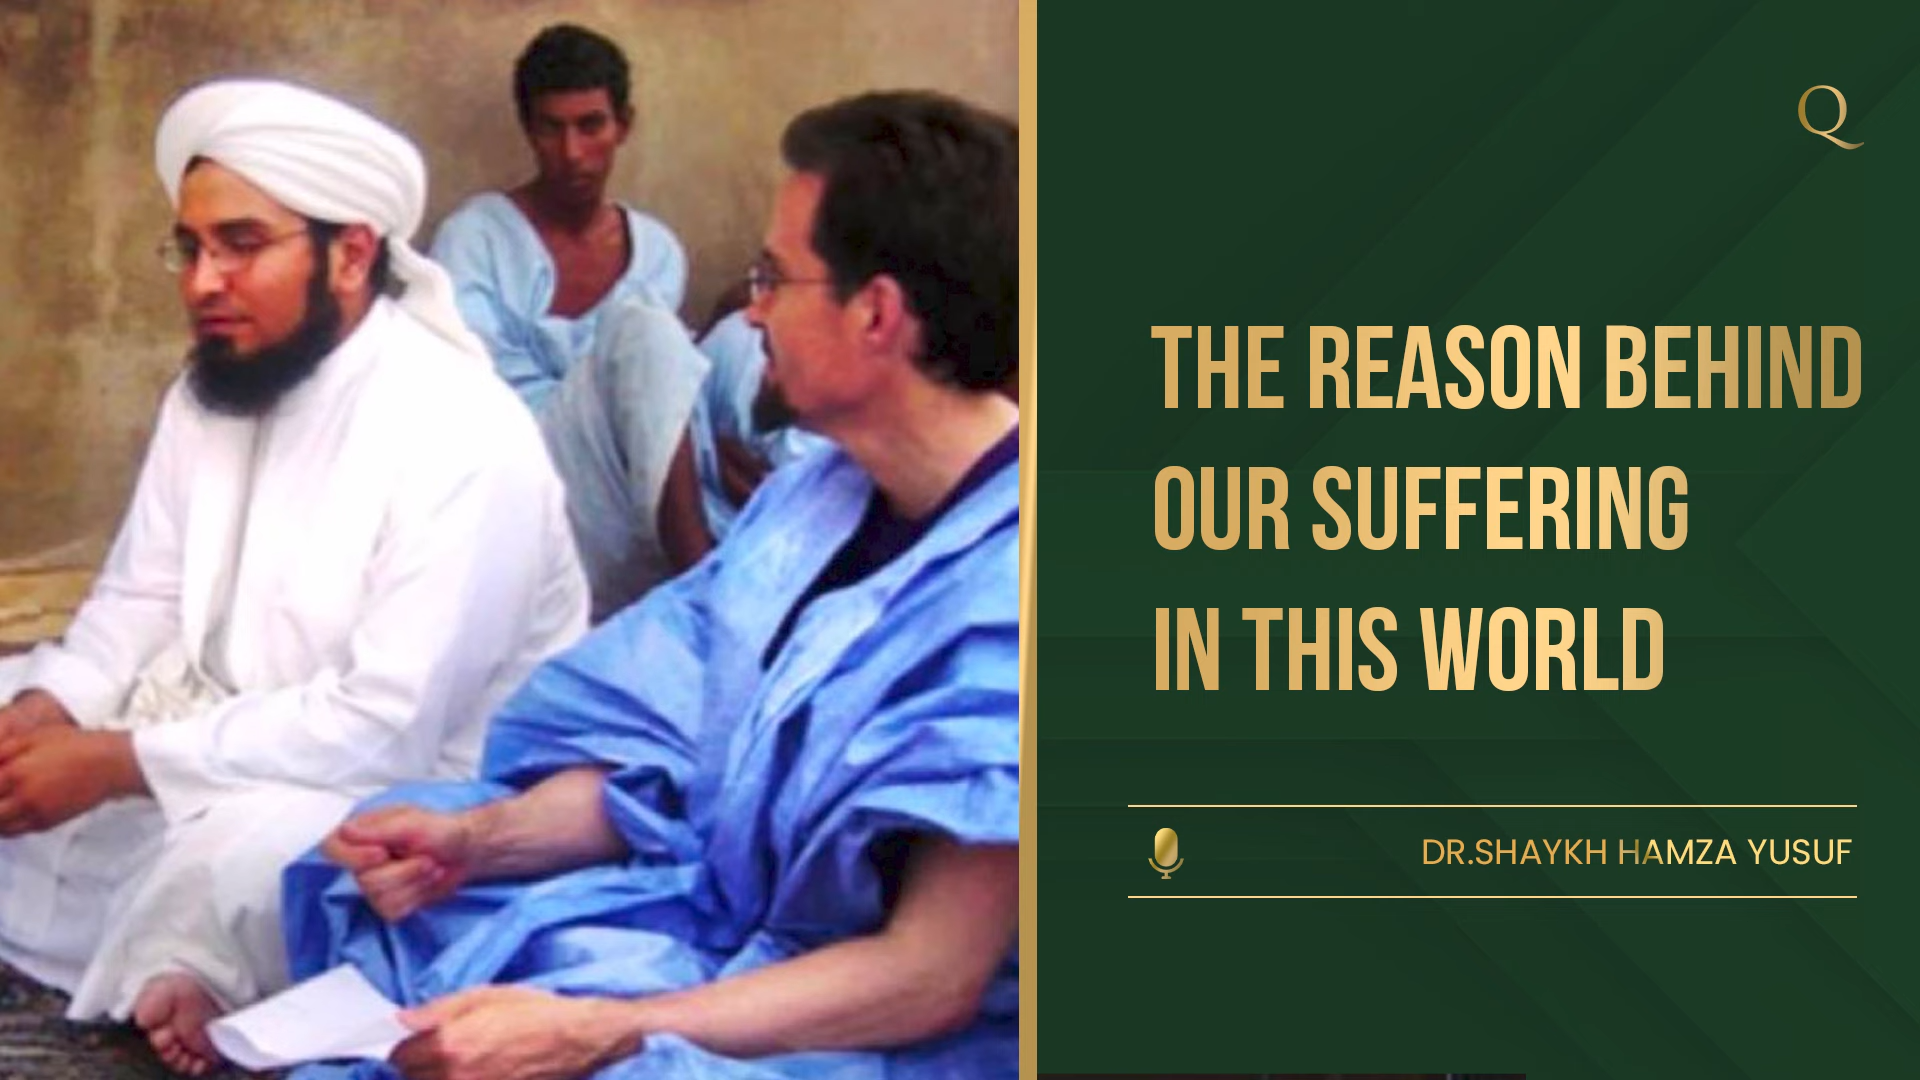 Q
THE REASON BEHIND
OUR SUFFERING
IN THIS WORLD
DR.SHAYKH HAMZA YUSUF